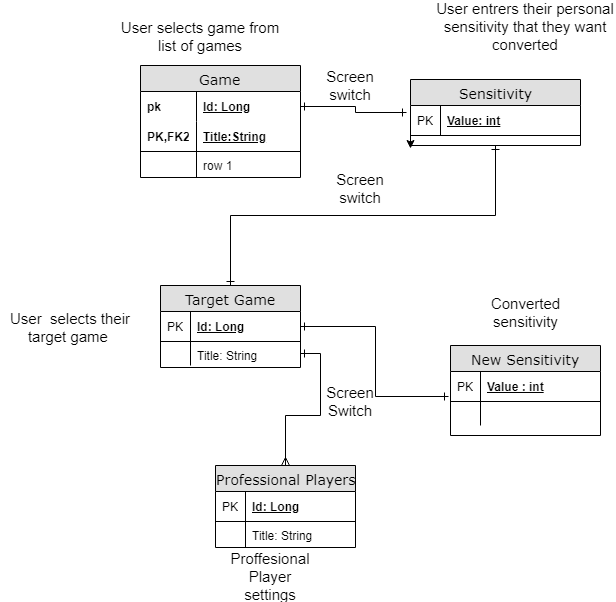 User selects game from
list of games
User entrers their personal
sensitivity that they want
converted
Game
pk Id: Long
PK,FK2 Title:String
row 1
Screen
switch
Sensitivity
PK Value: int
Screen
switch
User  selects their
target game
Target Game
PK Id: Long
Title: String
Converted
sensitivity
New Sensitivity
PK Value : int
Screen
Switch
Professional Players
PK Id: Long
Title: String
Proffesional
Player
settings